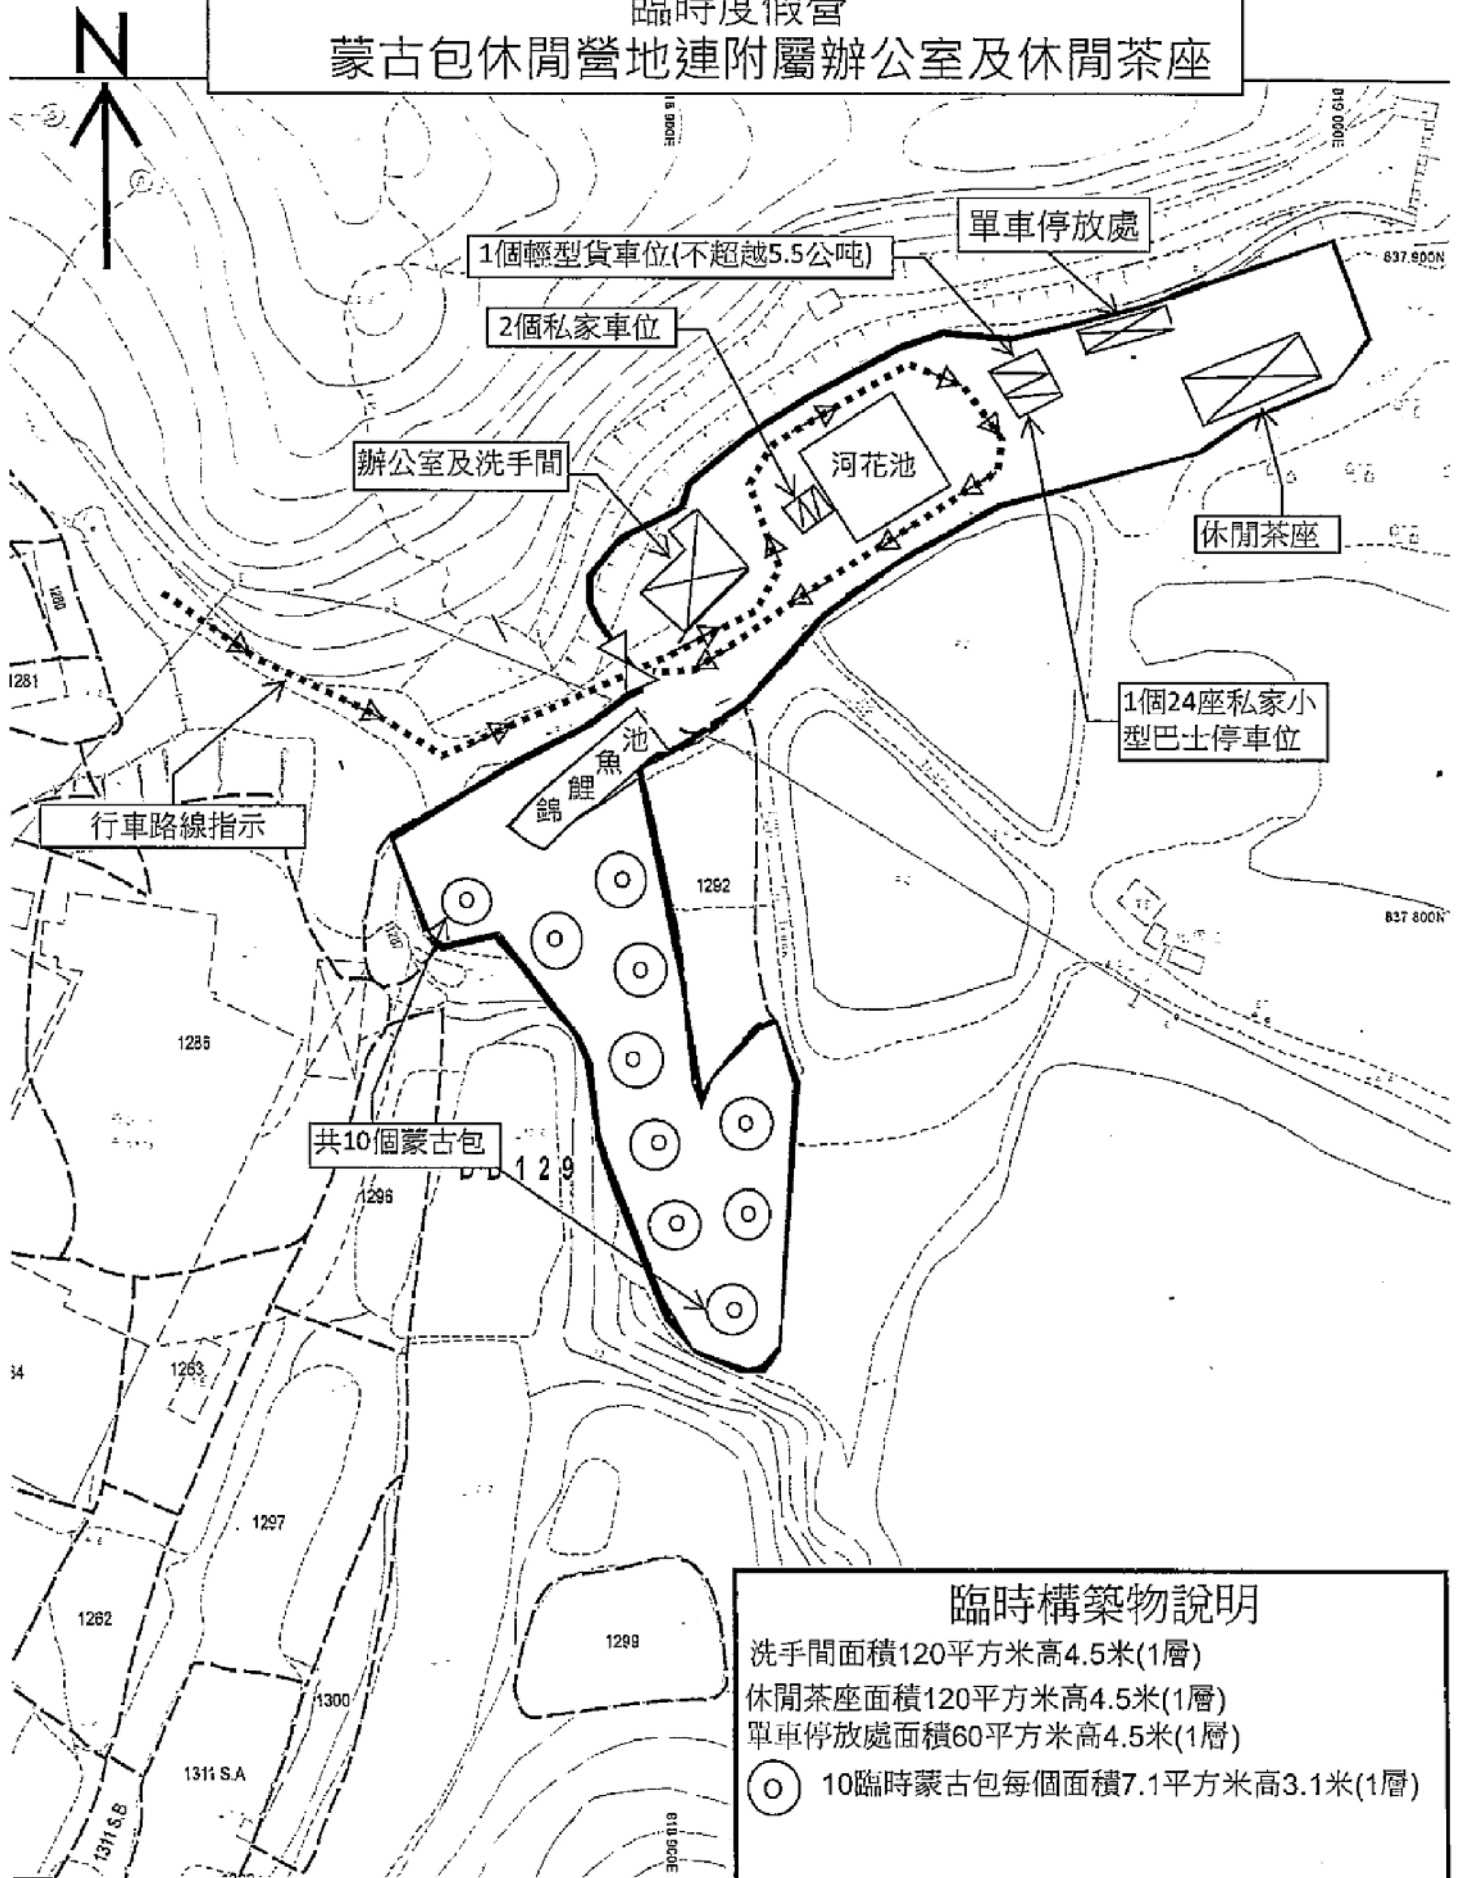 N
臨時度假營
蒙古包休閒營地連附屬辦公室及休閒茶座
819 000E
單車停放處
1個輕型貨車位(不超越5.5公吨)
837 900N
2個私家車位
辦公室及洗手間
河花池
休閒茶座
1280
1281
1個24座私家小
型巴士停車位
錦鯉魚池
行車路線指示
1292
837 800N
1287
1286
共10個蒙古包
129
1296
1263
1297
1262
1299
1300
1311 S.A
1311 S.B
臨時構築物說明
洗手間面積120平方米高4.5米(1層)
休閒茶座面積120平方米高4.5米(1層)
單車停放處面積60平方米高4.5米(1層)
10臨時蒙古包每個面積7.1平方米高3.1米(1層)